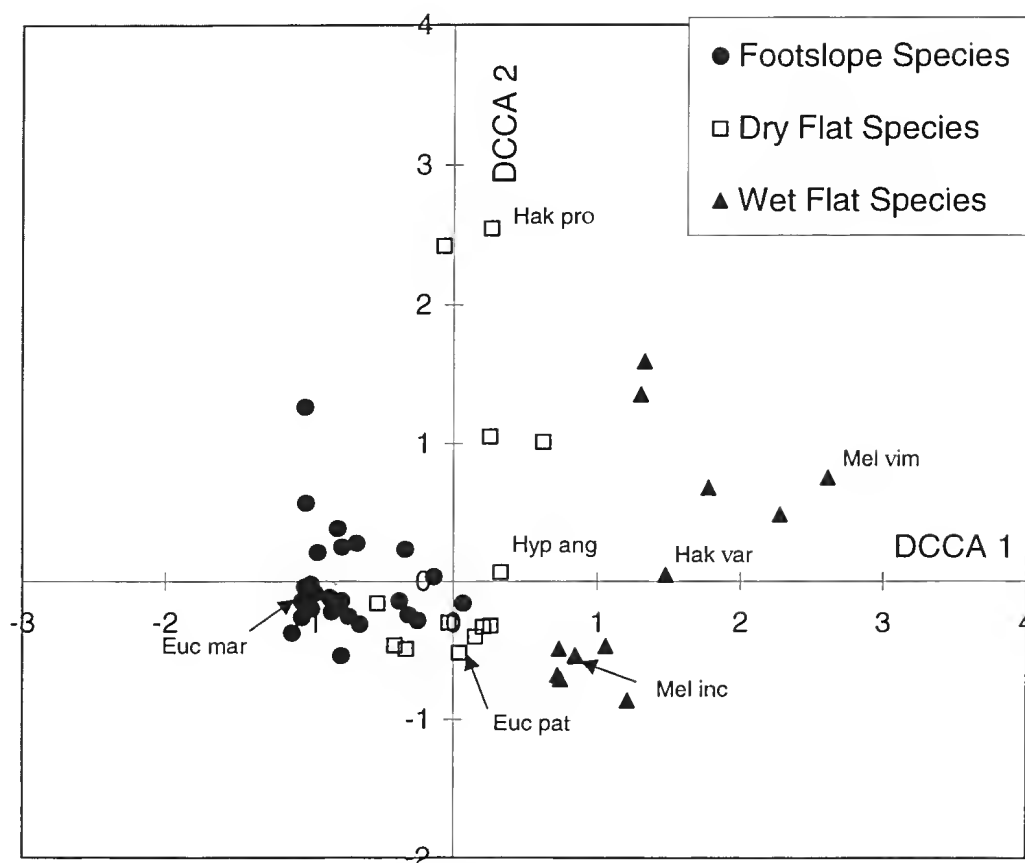 4
DCCA 2
3
2
1
0
-1
-2
-3
-2
-1
0
1
2
3
4
DCCA 1
Footslope Species
Dry Flat Species
Wet Flat Species
Hak pro
Mel vim
Hyp ang
Hak var
Euc mar
Mel inc
Euc pat